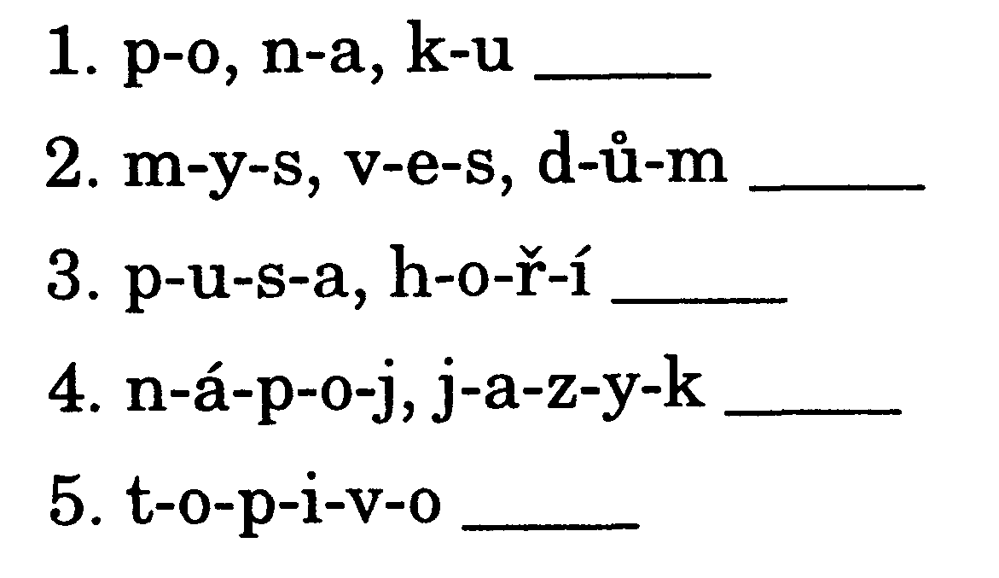 1. p-o, n-a, k-u _____
2. m-y-s, v-e-s, d-ů-m _____
3. p-u-s-a, h-o-ř-í _____
4. n-á-p-o-j, j-a-z-y-k _____
5. t-o-p-i-v-o _____